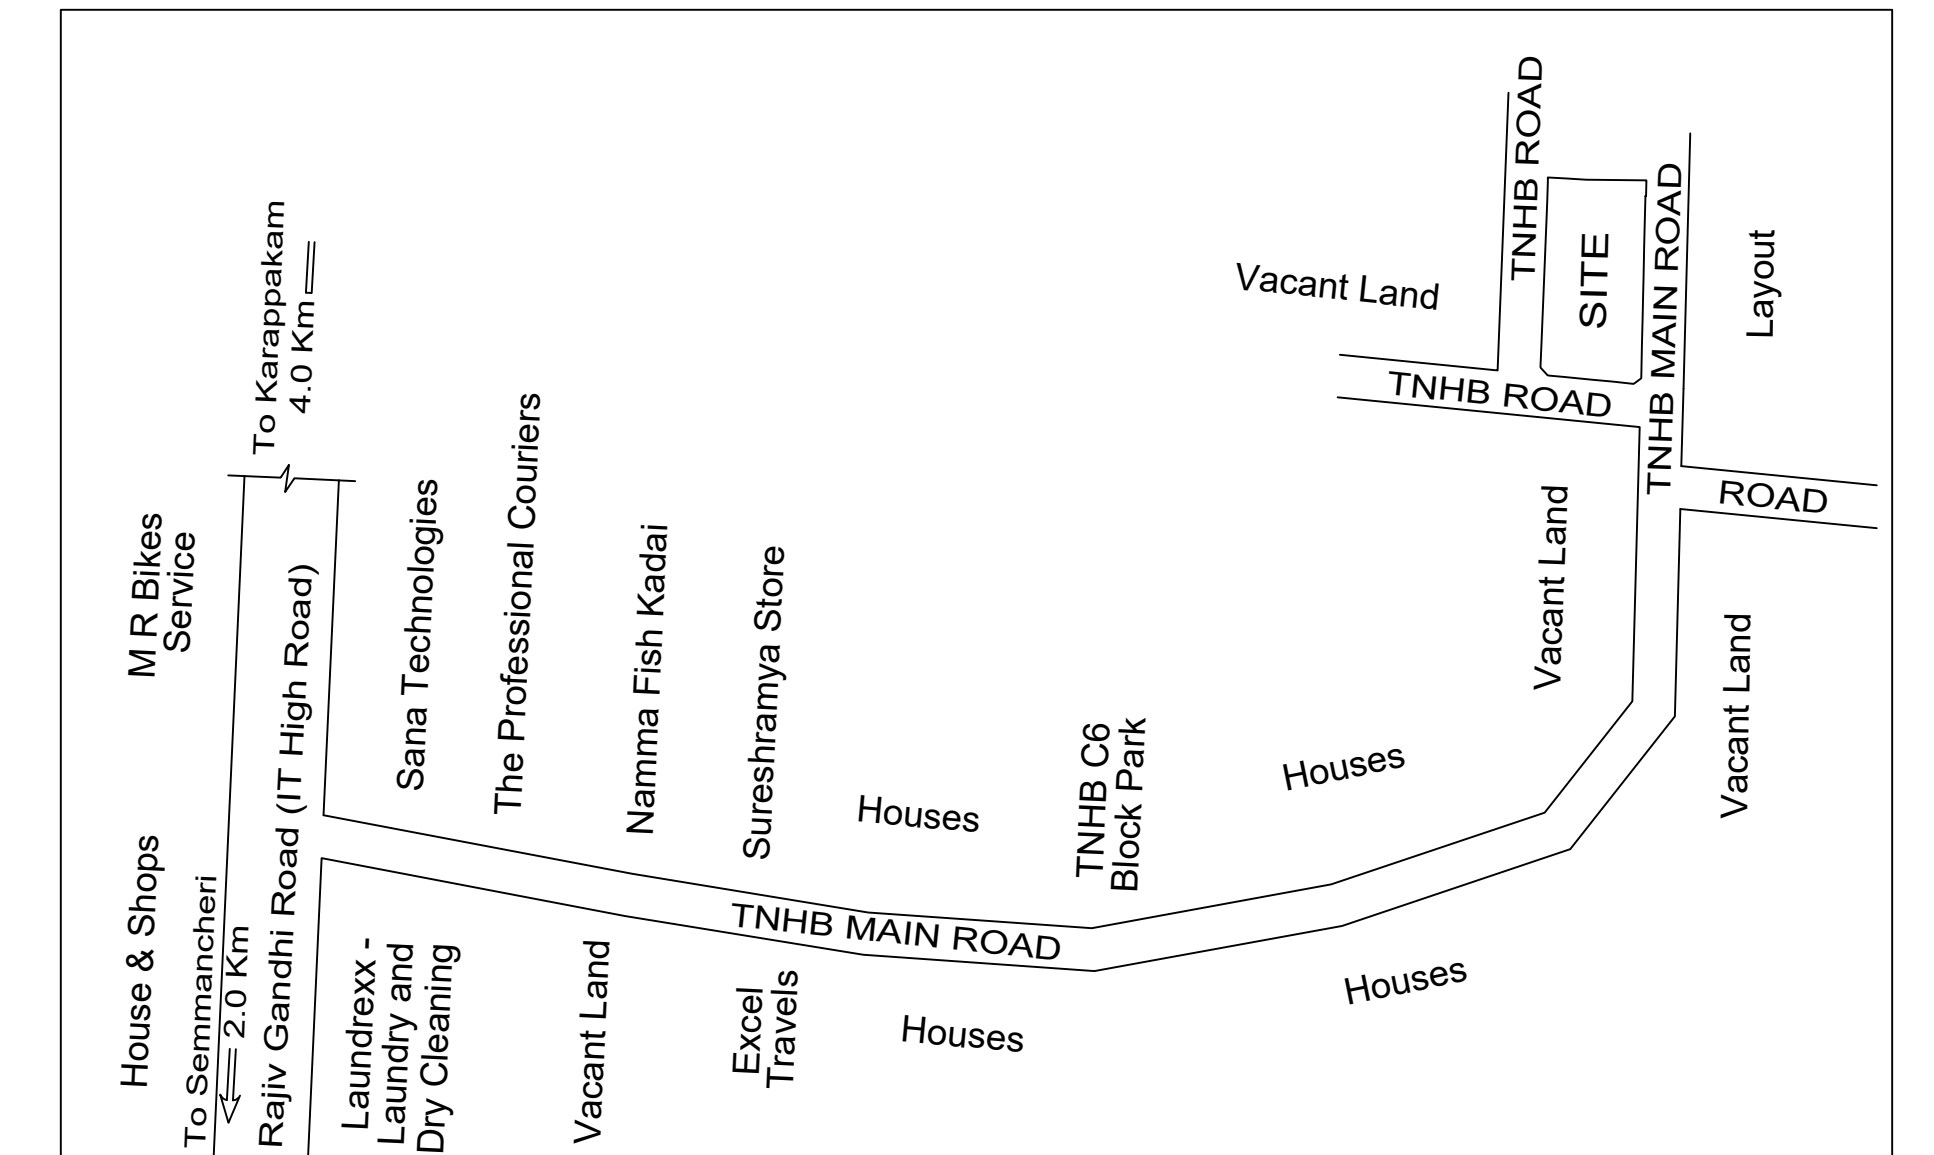 TNHB ROAD
SITE
TNHB MAIN ROAD
Layout
Vacant Land
TNHB ROAD
ROAD
To Karappakam
4.0 Km
M R Bikes
Service
Rajiv Gandhi Road (IT High Road)
Sana Technologies
The Professional Couriers
Namma Fish Kadai
Sureshramya Store
Houses
TNHB C6
Block Park
Houses
Vacant Land
Vacant Land
House & Shops
To Semmancheri
2.0 Km
TNHB MAIN ROAD
Laundrexx -
Laundry and
Dry Cleaning
Vacant Land
Excel
Travels
Houses
Houses